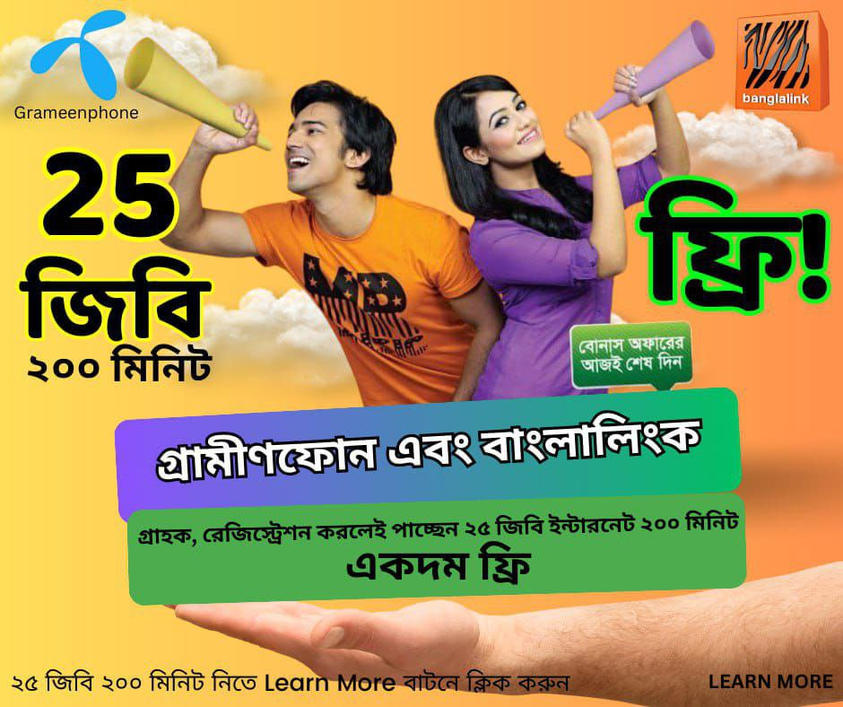 Grameenphone
banglalink
25
জিবি
২০০ মিনিট
ফ্রি!
বোনাস অফারের
আজই শেষ দিন
গ্রামীণফোন এবং বাংলালিংক
গ্রাহক, রেজিস্ট্রেশন করলেই পাচ্ছেন ২৫ জিবি ইন্টারনেট ২০০ মিনিট
একদম ফ্রি
২৫ জিবি ২০০ মিনিট নিতে Learn More বাটনে ক্লিক করুন
LEARN MORE